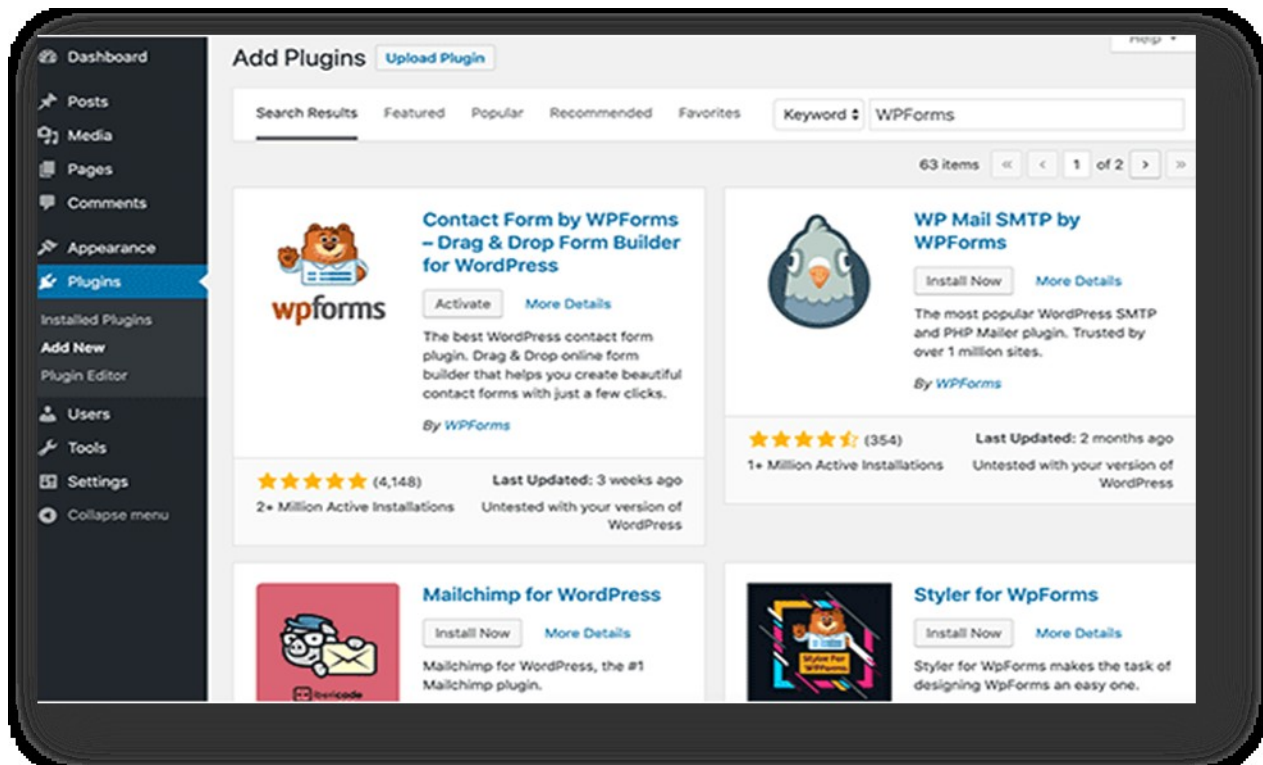 Help
Dashboard
Posts
Media
Pages
Comments
Appearance
Plugins
Installed Plugins
Add New
Plugin Editor
Users
Tools
Settings
Collapse menu
Add Plugins Upload Plugin
Search Results Featured Popular Recommended Favorites Keyword WPForms
63 items « ‹ 1 of 2 › »
wpforms
Contact Form by WPForms
– Drag & Drop Form Builder
for WordPress
Activate More Details
The best WordPress contact form
plugin. Drag & Drop online form
builder that helps you create beautiful
contact forms with just a few clicks.
By WPForms
(4,148) Last Updated: 3 weeks ago
2+ Million Active Installations Untested with your version of
WordPress
WP Mail SMTP by
WPForms
Install Now More Details
The most popular WordPress SMTP
and PHP Mailer plugin. Trusted by
over 1 million sites.
By WPForms
(354) Last Updated: 2 months ago
1+ Million Active Installations Untested with your version of
WordPress
ibericode
Mailchimp for WordPress
Install Now More Details
Mailchimp for WordPress, the #1
Mailchimp plugin.
Styler For
WPForms
Styler for WpForms
Install Now More Details
Styler for WpForms makes the task of
designing WpForms an easy one.